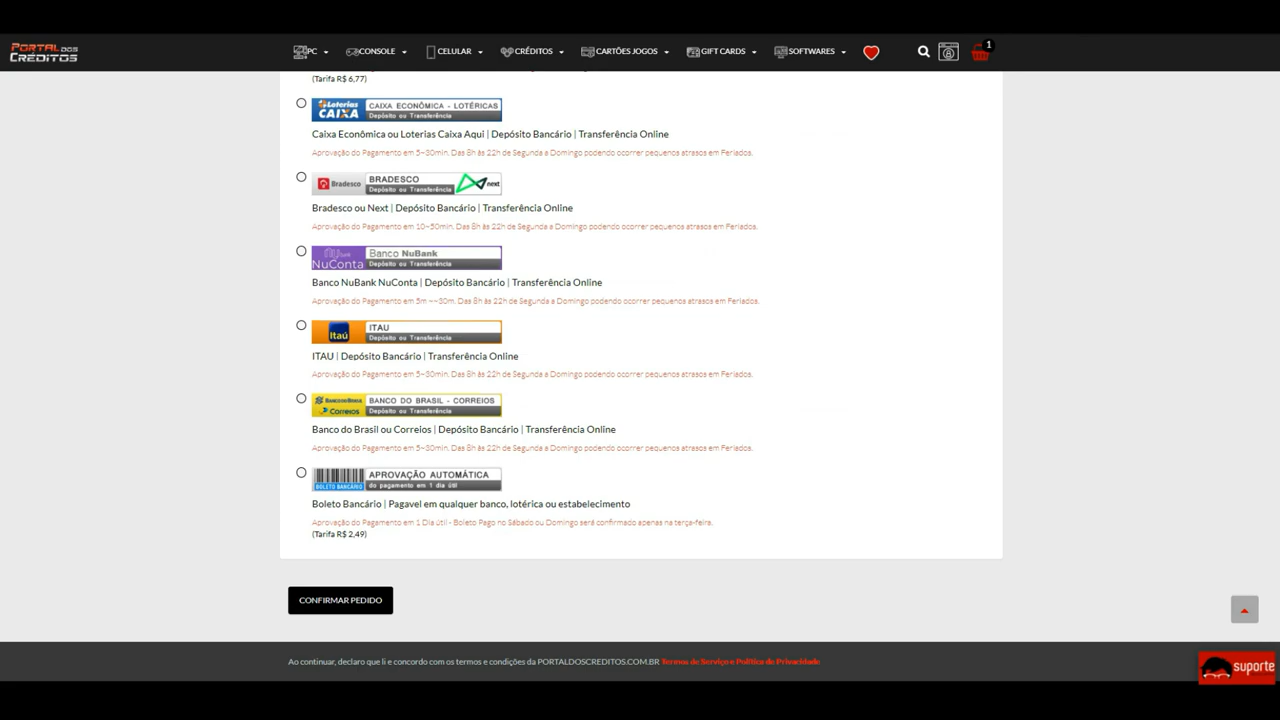 PORTAL DOS CRÉDITOS
PC CONSOLE CELULAR CRÉDITOS CARTÕES JOGOS GIFT CARDS SOFTWARES 1
(Tarifa R$ 6,77)
Loterias CAIXA CAIXA ECONÔMICA - LOTÉRICAS
Depósito ou Transferência
Caixa Econômica ou Loterias Caixa Aqui | Depósito Bancário | Transferência Online
Aprovação do Pagamento em 5~30min. Das 8h às 22h de Segunda a Domingo podendo ocorrer pequenos atrasos em Feriados.
Bradesco BRADESCO next
Depósito ou Transferência
Bradesco ou Next | Depósito Bancário | Transferência Online
Aprovação do Pagamento em 10~50min. Das 8h às 22h de Segunda a Domingo podendo ocorrer pequenos atrasos em Feriados.
NuConta Banco NuBank
Depósito ou Transferência
Banco NuBank NuConta | Depósito Bancário | Transferência Online
Aprovação do Pagamento em 5m ~~30m. Das 8h às 22h de Segunda a Domingo podendo ocorrer pequenos atrasos em Feriados.
Itaú ITAU
Depósito ou Transferência
ITAU | Depósito Bancário | Transferência Online
Aprovação do Pagamento em 5~30min. Das 8h às 22h de Segunda a Domingo podendo ocorrer pequenos atrasos em Feriados.
Correios BANCO DO BRASIL - CORREIOS
Depósito ou Transferência
Banco do Brasil ou Correios | Depósito Bancário | Transferência Online
Aprovação do Pagamento em 5~30min. Das 8h às 22h de Segunda a Domingo podendo ocorrer pequenos atrasos em Feriados.
APROVAÇÃO AUTOMÁTICA
BOLETO BANCÁRIO do pagamento em 1 dia útil
Boleto Bancário | Pagavel em qualquer banco, lotérica ou estabelecimento
Aprovação do Pagamento em 1 Dia útil - Boleto Pago no Sábado ou Domingo será confirmado apenas na terça-feira.
(Tarifa R$ 2,49)
CONFIRMAR PEDIDO
Ao continuar, declaro que li e concordo com os termos e condições da PORTALDOSCREDITOS.COM.BR Termos de Serviço e Política de Privacidade
suporte